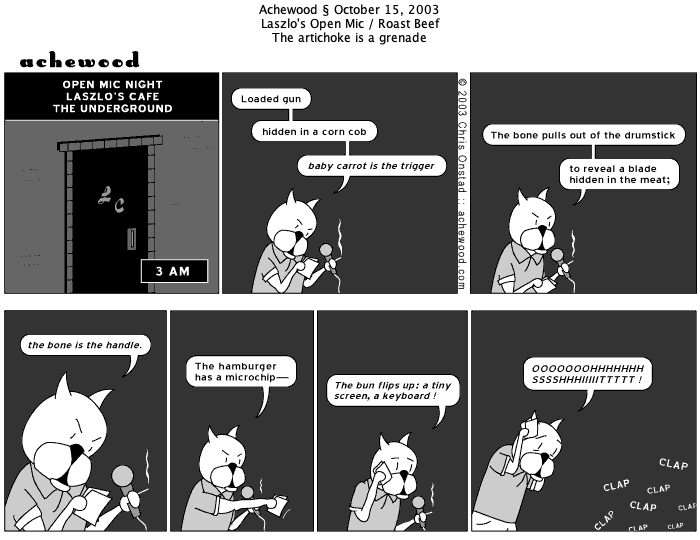 Achewood § October 15, 2003
Laszlo's Open Mic / Roast Beef
The artichoke is a grenade
achewood
OPEN MIC NIGHT
LASZLO'S CAFE
THE UNDERGROUND
LC
3 AM
Loaded gun
hidden in a corn cob
baby carrot is the trigger
© 2003 Chris Onstad :: achewood.com
The bone pulls out of the drumstick
to reveal a blade
hidden in the meat;
the bone is the handle.
The hamburger
has a microchip—
The bun flips up: a tiny
screen, a keyboard !
OOOOOOOHHHHHHH
SSSSHHHIIIIITTTTT !
CLAP
CLAP
CLAP
CLAP
CLAP
CLAP
CLAP